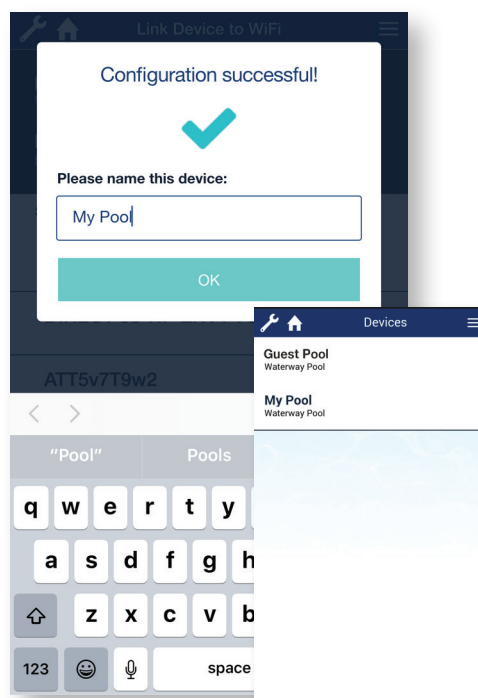 Link Device to WiFi
Configuration successful!
Please name this device:
My Pool
OK
ATT5v7T9w2
"Pool" Pools
q w e r t y
a s d f g h
z x c v b
123 space
Devices
Guest Pool
Waterway Pool
My Pool
Waterway Pool